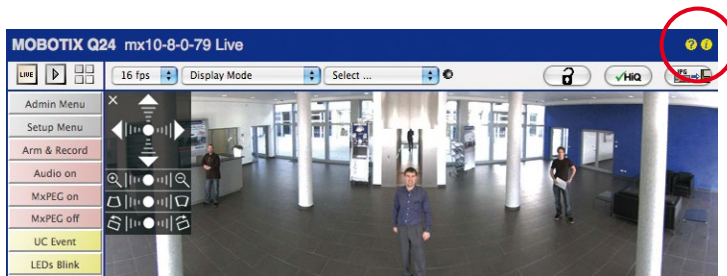 MOBOTIX Q24 mx10-8-0-79 Live
? i
LIVE 16 fps Display Mode Select ... HiQ JPG
Admin Menu
Setup Menu
Arm & Record
Audio on
MxPEG on
MxPEG off
UC Event
LEDs Blink